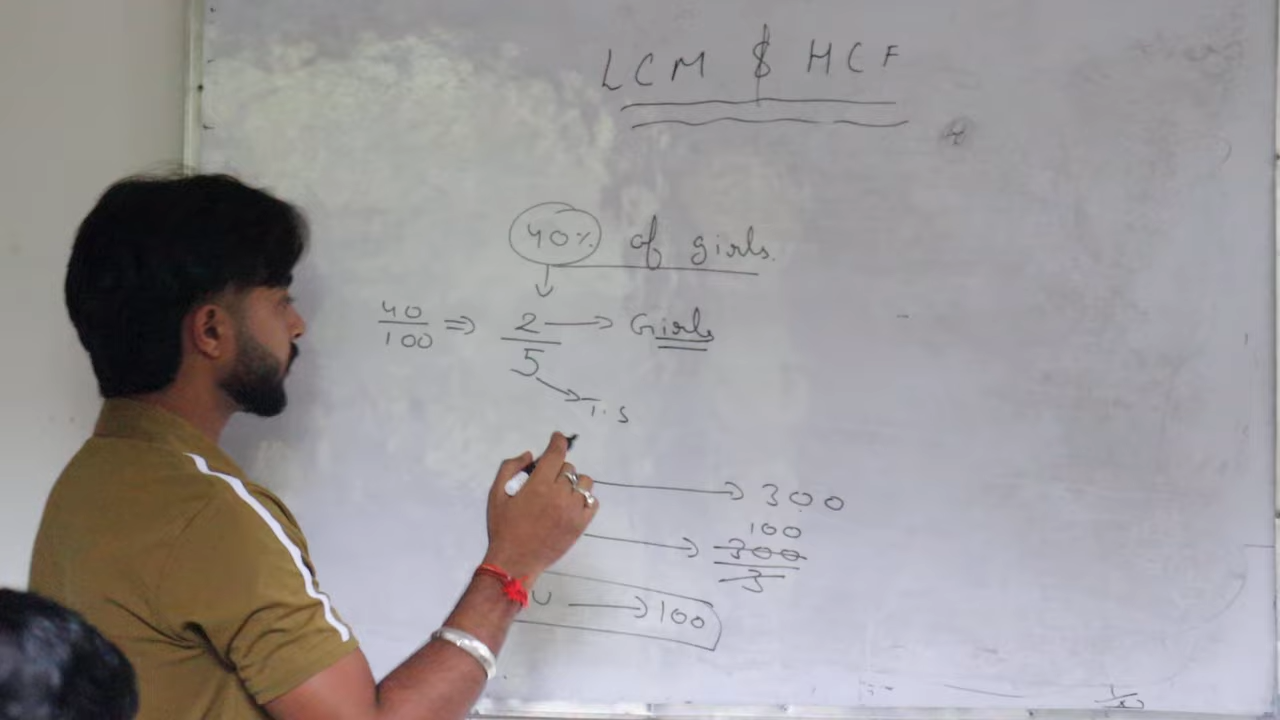 LCM & HCF
40% of girls.
40/100 ⇒ 2/5 → Girls
T.S
→ 300
100
→ 300/3
→ 100